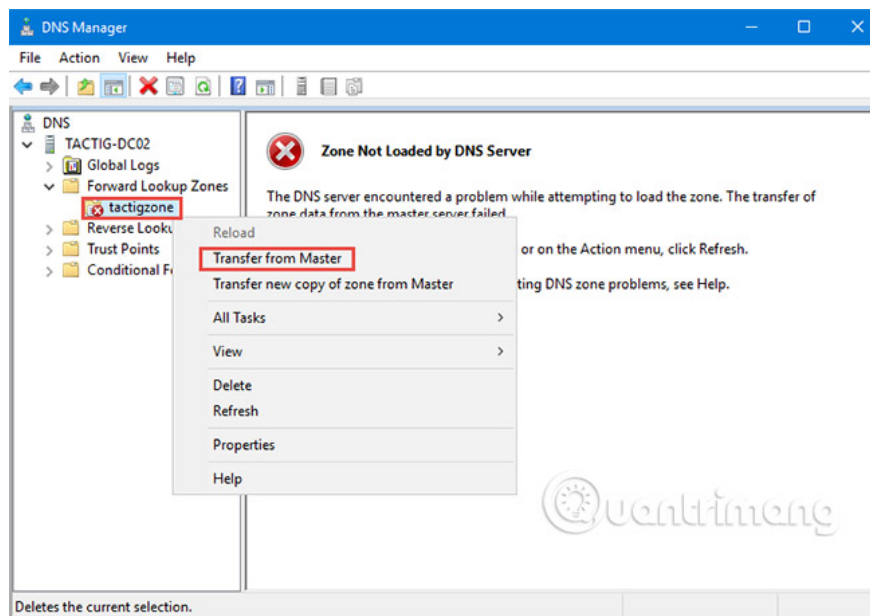 DNS Manager
File Action View Help
DNS
TACTIG-DC02
Global Logs
Forward Lookup Zones
tactigzone
Reverse Looku
Trust Points
Conditional F
Zone Not Loaded by DNS Server
The DNS server encountered a problem while attempting to load the zone. The transfer of
zone data from the master server failed.
or on the Action menu, click Refresh.
ting DNS zone problems, see Help.
Reload
Transfer from Master
Transfer new copy of zone from Master
All Tasks
View
Delete
Refresh
Properties
Help
Quantrimang
Deletes the current selection.